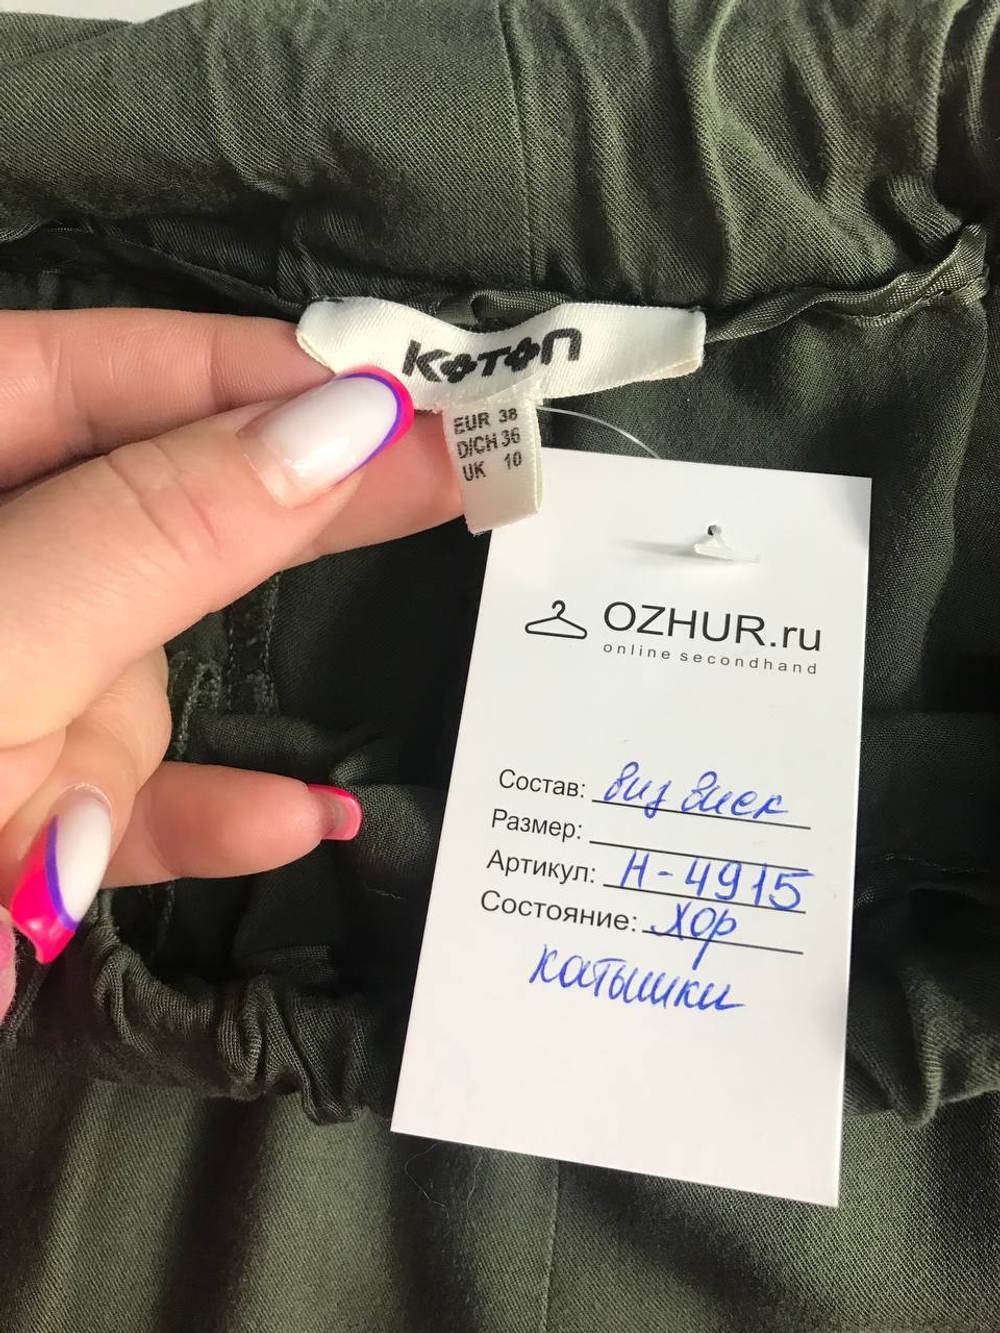 KOTON
EUR 38
D/CH 36
UK 10
OZHUR.ru
online secondhand
Состав: виз виск
Размер:
Артикул: Н-4915
Состояние: хор
катышки